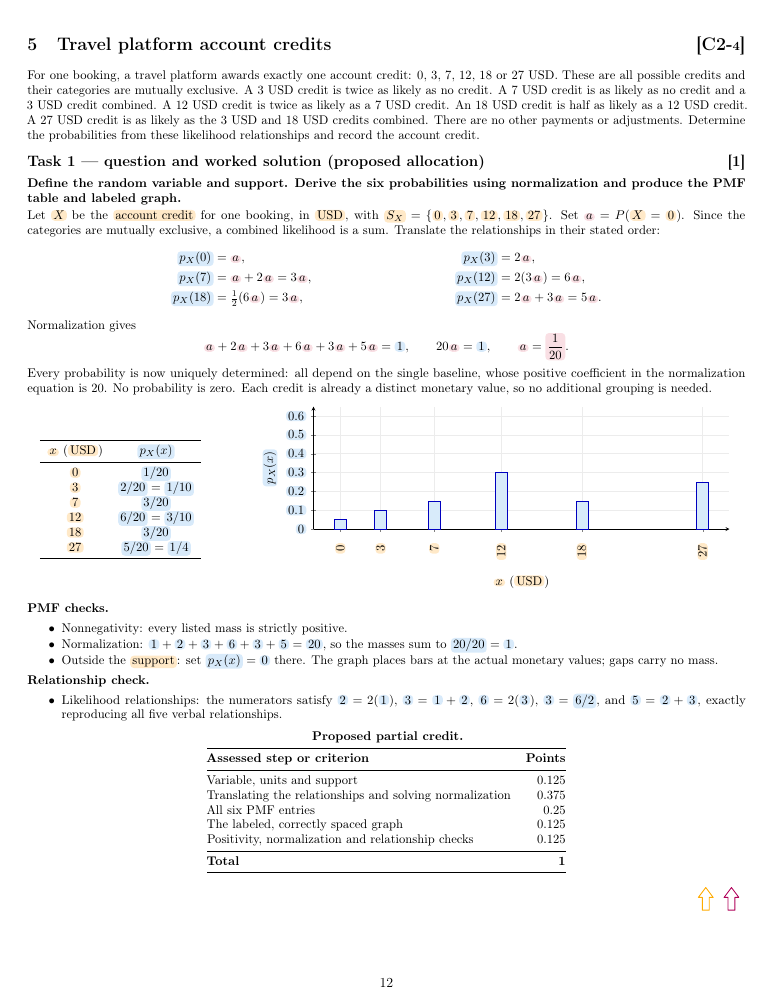 5 Travel platform account credits [C2-4]
For one booking, a travel platform awards exactly one account credit: 0, 3, 7, 12, 18 or 27 USD. These are all possible credits and
their categories are mutually exclusive. A 3 USD credit is twice as likely as no credit. A 7 USD credit is as likely as no credit and a
3 USD credit combined. A 12 USD credit is twice as likely as a 7 USD credit. An 18 USD credit is half as likely as a 12 USD credit.
A 27 USD credit is as likely as the 3 USD and 18 USD credits combined. There are no other payments or adjustments. Determine
the probabilities from these likelihood relationships and record the account credit.
Task 1 — question and worked solution (proposed allocation) [1]
Define the random variable and support. Derive the six probabilities using normalization and produce the PMF
table and labeled graph.
Let X be the account credit for one booking, in USD, with S_X = {0, 3, 7, 12, 18, 27}. Set a = P(X = 0). Since the
categories are mutually exclusive, a combined likelihood is a sum. Translate the relationships in their stated order:
p_X(0) = a, p_X(3) = 2a,
p_X(7) = a + 2a = 3a, p_X(12) = 2(3a) = 6a,
p_X(18) = 1/2(6a) = 3a, p_X(27) = 2a + 3a = 5a.
Normalization gives
a + 2a + 3a + 6a + 3a + 5a = 1, 20a = 1, a = 1/20.
Every probability is now uniquely determined: all depend on the single baseline, whose positive coefficient in the normalization
equation is 20. No probability is zero. Each credit is already a distinct monetary value, so no additional grouping is needed.
x (USD) p_X(x)
0 1/20
3 2/20 = 1/10
7 3/20
12 6/20 = 3/10
18 3/20
27 5/20 = 1/4
p_X(x)
0.6
0.5
0.4
0.3
0.2
0.1
0
0 3 7 12 18 27
x (USD)
PMF checks.
• Nonnegativity: every listed mass is strictly positive.
• Normalization: 1 + 2 + 3 + 6 + 3 + 5 = 20, so the masses sum to 20/20 = 1.
• Outside the support: set p_X(x) = 0 there. The graph places bars at the actual monetary values; gaps carry no mass.
Relationship check.
• Likelihood relationships: the numerators satisfy 2 = 2(1), 3 = 1 + 2, 6 = 2(3), 3 = 6/2, and 5 = 2 + 3, exactly
reproducing all five verbal relationships.
Proposed partial credit.
Assessed step or criterion Points
Variable, units and support 0.125
Translating the relationships and solving normalization 0.375
All six PMF entries 0.25
The labeled, correctly spaced graph 0.125
Positivity, normalization and relationship checks 0.125
Total 1
12